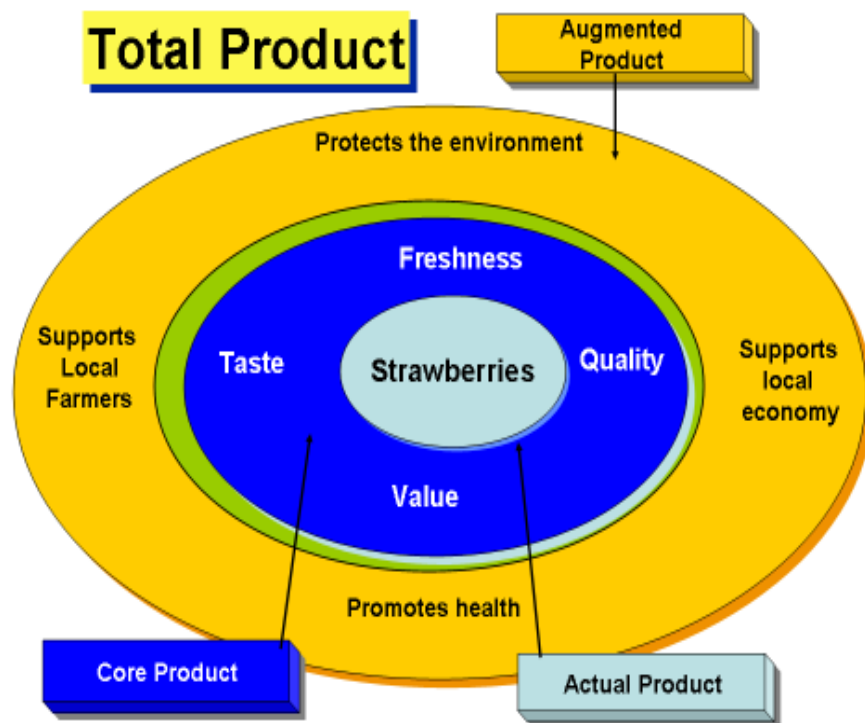 Total Product
Augmented
Product
Protects the environment
Freshness
Supports
Local
Farmers
Taste
Strawberries
Quality
Supports
local
economy
Value
Promotes health
Core Product
Actual Product